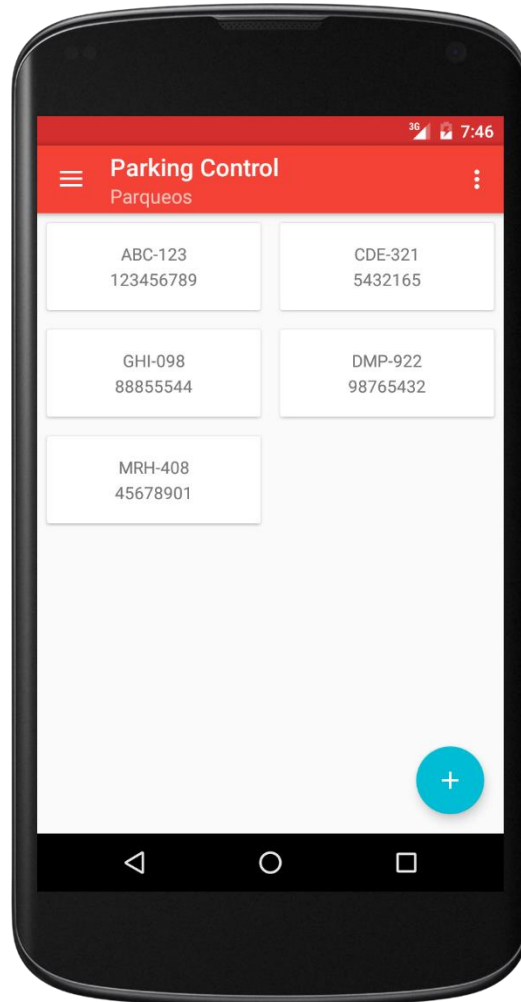 3G 7:46
Parking Control
Parqueos
ABC-123
123456789
CDE-321
5432165
GHI-098
88855544
DMP-922
98765432
MRH-408
45678901